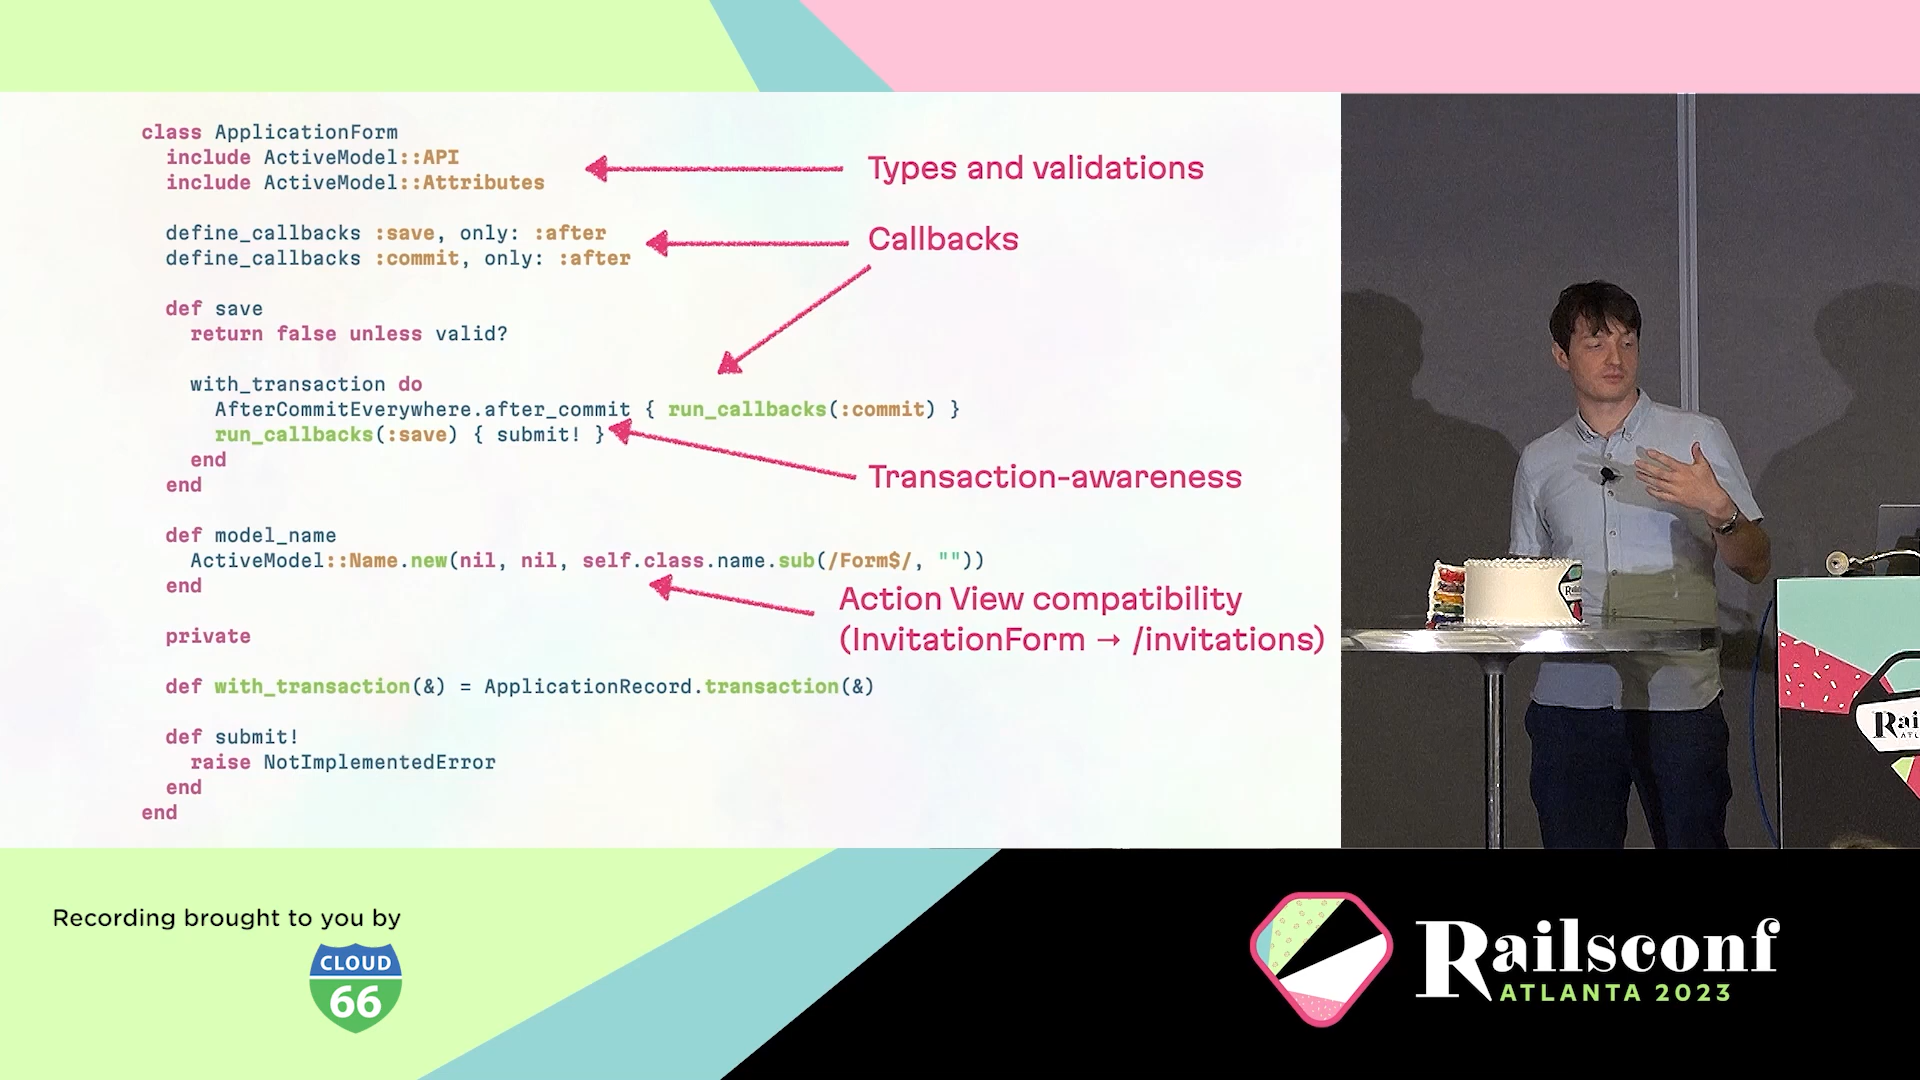 class ApplicationForm
  include ActiveModel::API
  include ActiveModel::Attributes
Types and validations
  define_callbacks :save, only: :after
  define_callbacks :commit, only: :after
Callbacks
  def save
    return false unless valid?
    with_transaction do
      AfterCommitEverywhere.after_commit { run_callbacks(:commit) }
      run_callbacks(:save) { submit! }
    end
  end
Transaction-awareness
  def model_name
    ActiveModel::Name.new(nil, nil, self.class.name.sub(/Form$/, ""))
  end
Action View compatibility
(InvitationForm → /invitations)
  private
  def with_transaction(&) = ApplicationRecord.transaction(&)
  def submit!
    raise NotImplementedError
  end
end
Recording brought to you by
CLOUD
66
Railsconf
ATLANTA 2023